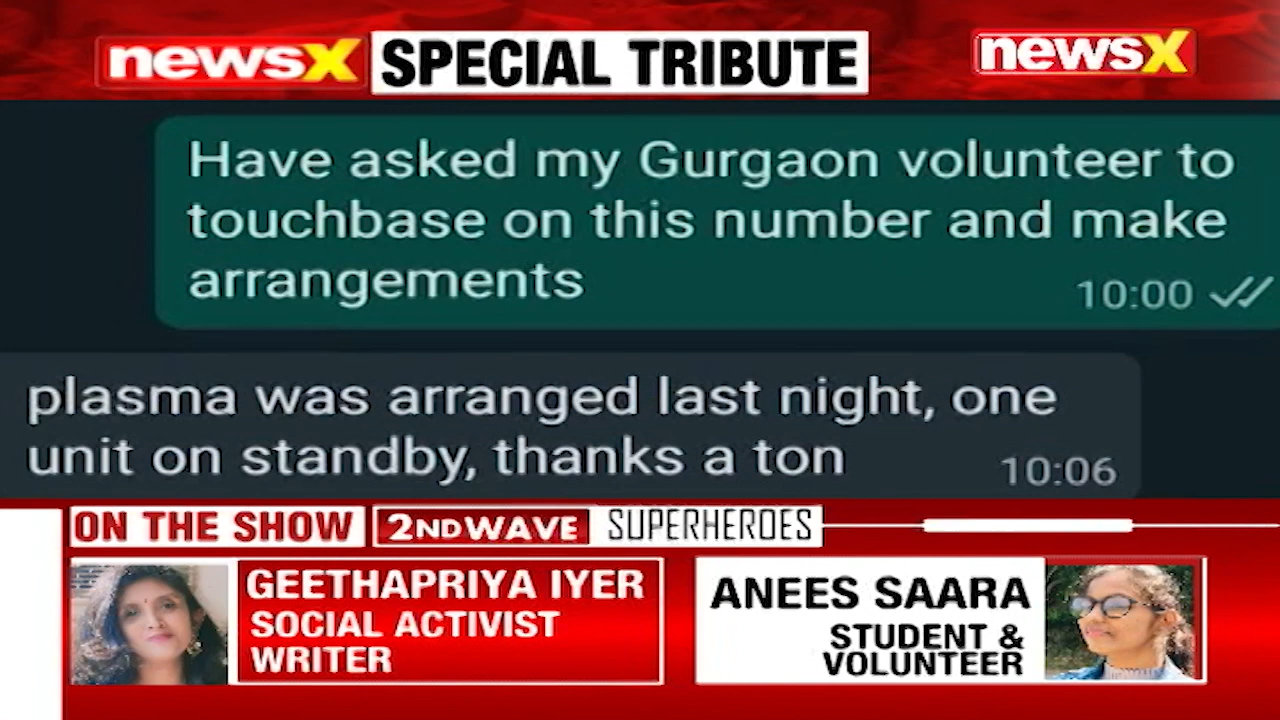 newsX SPECIAL TRIBUTE newsX
Have asked my Gurgaon volunteer to
touchbase on this number and make
arrangements
10:00
plasma was arranged last night, one
unit on standby, thanks a ton
10:06
ON THE SHOW 2ND WAVE SUPERHEROES
GEETHAPRIYA IYER
SOCIAL ACTIVIST
WRITER
ANEES SAARA
STUDENT &
VOLUNTEER